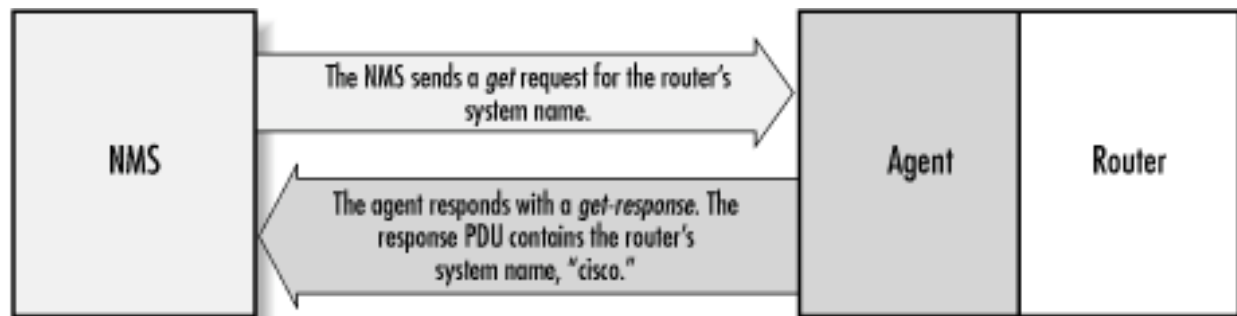 NMS
The NMS sends a get request for the router's
system name.
The agent responds with a get-response. The
response PDU contains the router's
system name, “cisco.”
Agent
Router